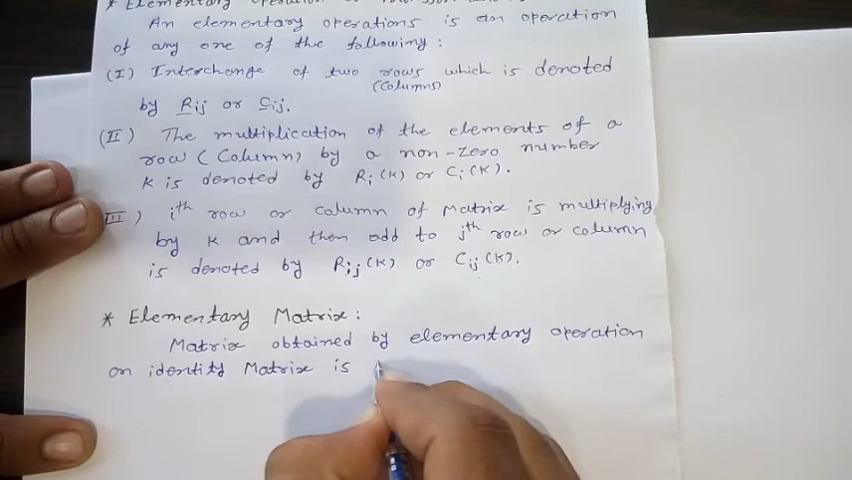 * Elementary
An elementary operations is an operation
of any one of the following :
(I) Interchange of two rows which is denoted
(Columns)
by Rij or Cij.
(II) The multiplication of the elements of a
row (Column) by a non-zero number
K is denoted by Ri(K) or Ci(K).
III) ith row or column of Matrix is multiplying
by K and then add to jth row or column
is denoted by Rij(K) or Cij(K).
* Elementary Matrix :
Matrix obtained by elementary operation
on identity Matrix is